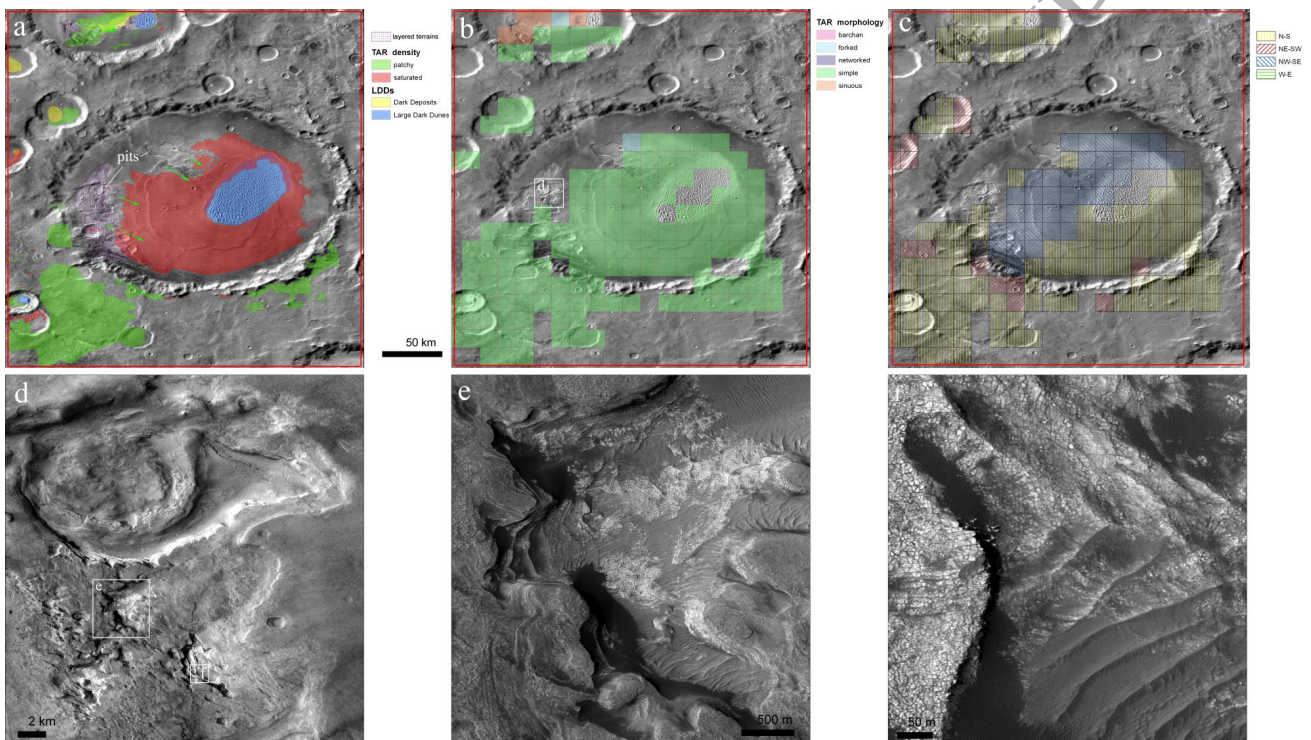 a
pits
layered terrains
TAR density
patchy
saturated
LDDs
Dark Deposits
Large Dark Dunes
50 km
b
d
TAR morphology
barchan
forked
networked
simple
sinuous
c
N-S
NE-SW
NW-SE
W-E
d
e
f
2 km
e
500 m
50 m